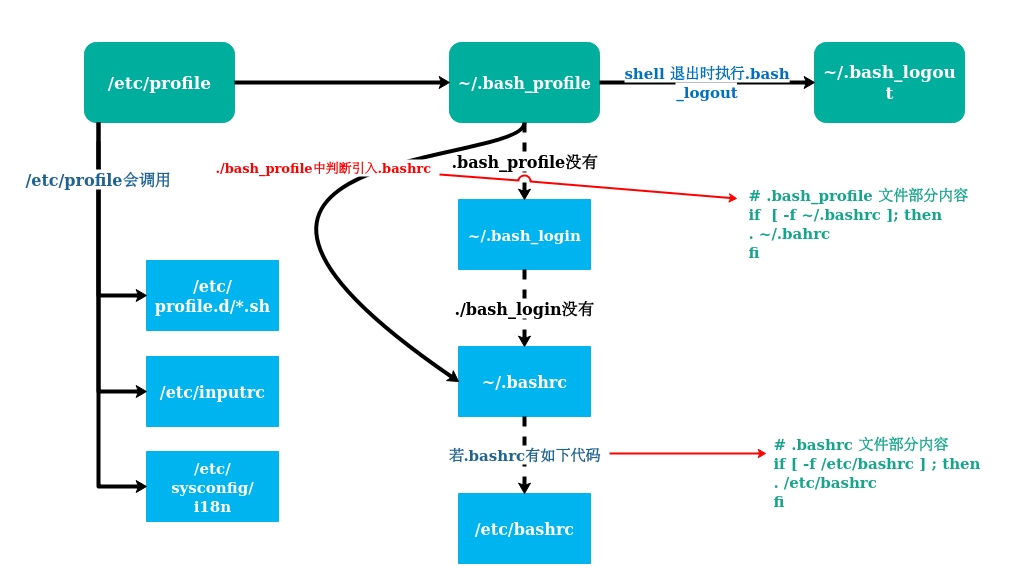 /etc/profile
~/.bash_profile
shell 退出时执行.bash
_logout
~/.bash_logou
t
/etc/profile会调用
./bash_profile中判断引入.bashrc
.bash_profile没有
# .bash_profile 文件部分内容
if  [ -f ~/.bashrc ]; then
. ~/.bahrc
fi
~/.bash_login
/etc/
profile.d/*.sh
./bash_login没有
/etc/inputrc
~/.bashrc
若.bashrc有如下代码
# .bashrc 文件部分内容
if [ -f /etc/bashrc ] ; then
. /etc/bashrc
fi
/etc/
sysconfig/
i18n
/etc/bashrc